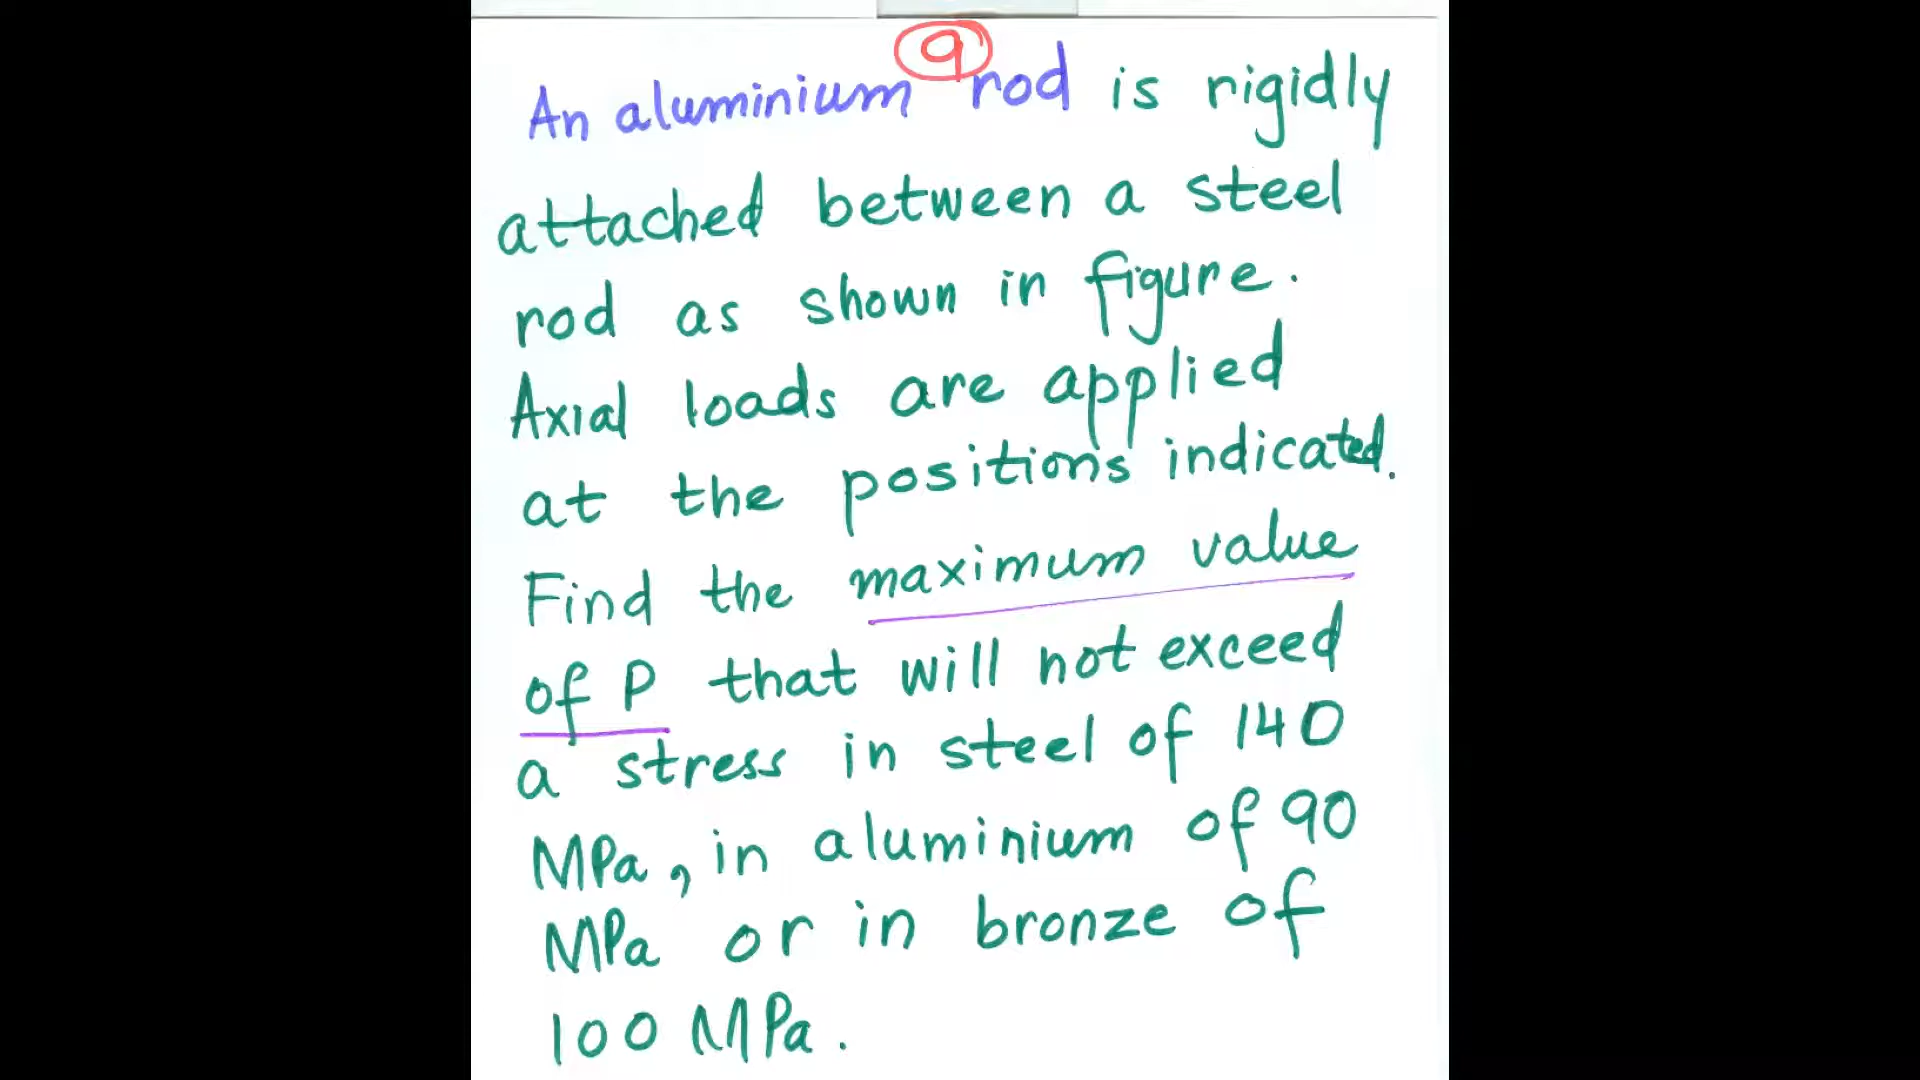 9
An aluminium rod is rigidly
attached between a steel
rod as shown in figure.
Axial loads are applied
at the positions indicated.
Find the maximum value
of P that will not exceed
a stress in steel of 140
MPa, in aluminium of 90
MPa or in bronze of
100 MPa.